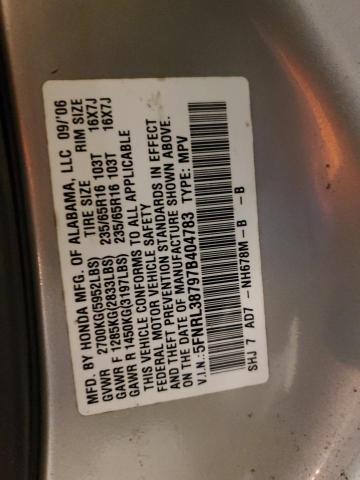 MFD. BY HONDA MFG. OF ALABAMA, LLC 09/'06
GVWR 2700KG(5952LBS) TIRE SIZE RIM SIZE
GAWR F 1285KG(2833LBS) 235/65R16 103T 16X7J
GAWR R 1450KG(3197LBS) 235/65R16 103T 16X7J
THIS VEHICLE CONFORMS TO ALL APPLICABLE
FEDERAL MOTOR VEHICLE SAFETY
AND THEFT PREVENTION STANDARDS IN EFFECT
ON THE DATE OF MANUFACTURE SHOWN ABOVE.
V.I.N.: 5FNRL38797B404783 TYPE: MPV
SHJ 7 AD7 -NH678M-B -B